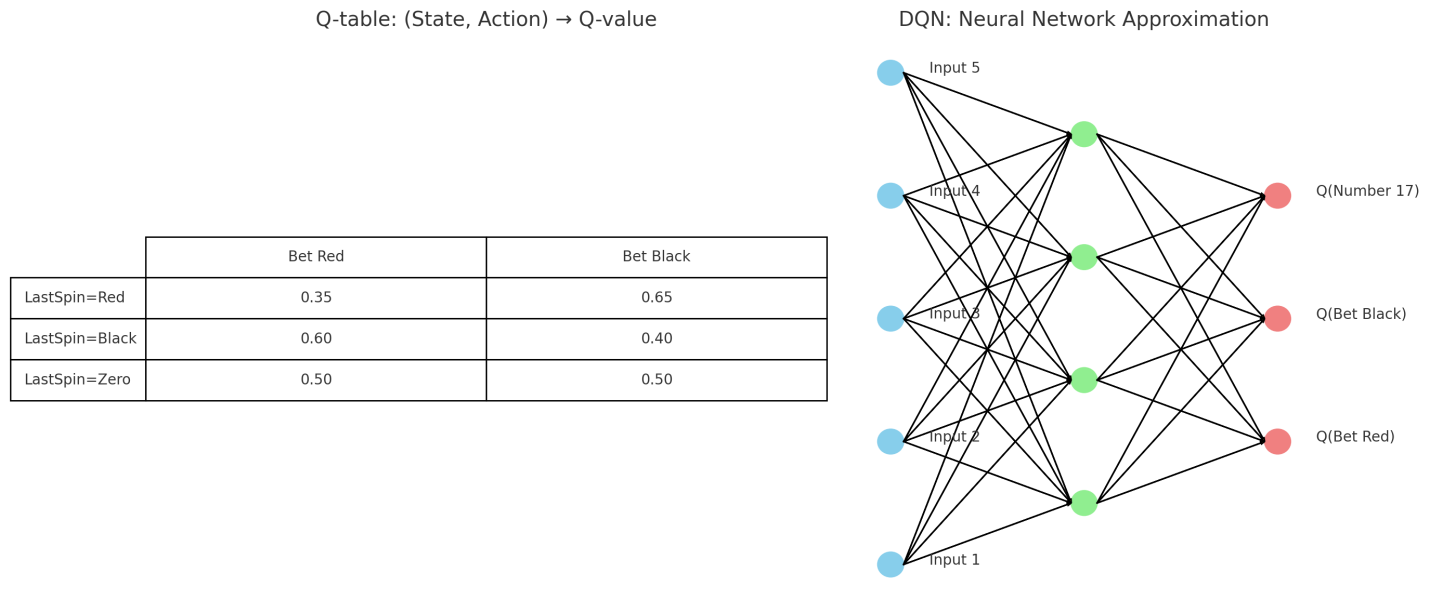 Q-table: (State, Action) → Q-value
Bet Red Bet Black
LastSpin=Red 0.35 0.65
LastSpin=Black 0.60 0.40
LastSpin=Zero 0.50 0.50
DQN: Neural Network Approximation
Input 5
Input 4
Input 3
Input 2
Input 1
Q(Number 17)
Q(Bet Black)
Q(Bet Red)